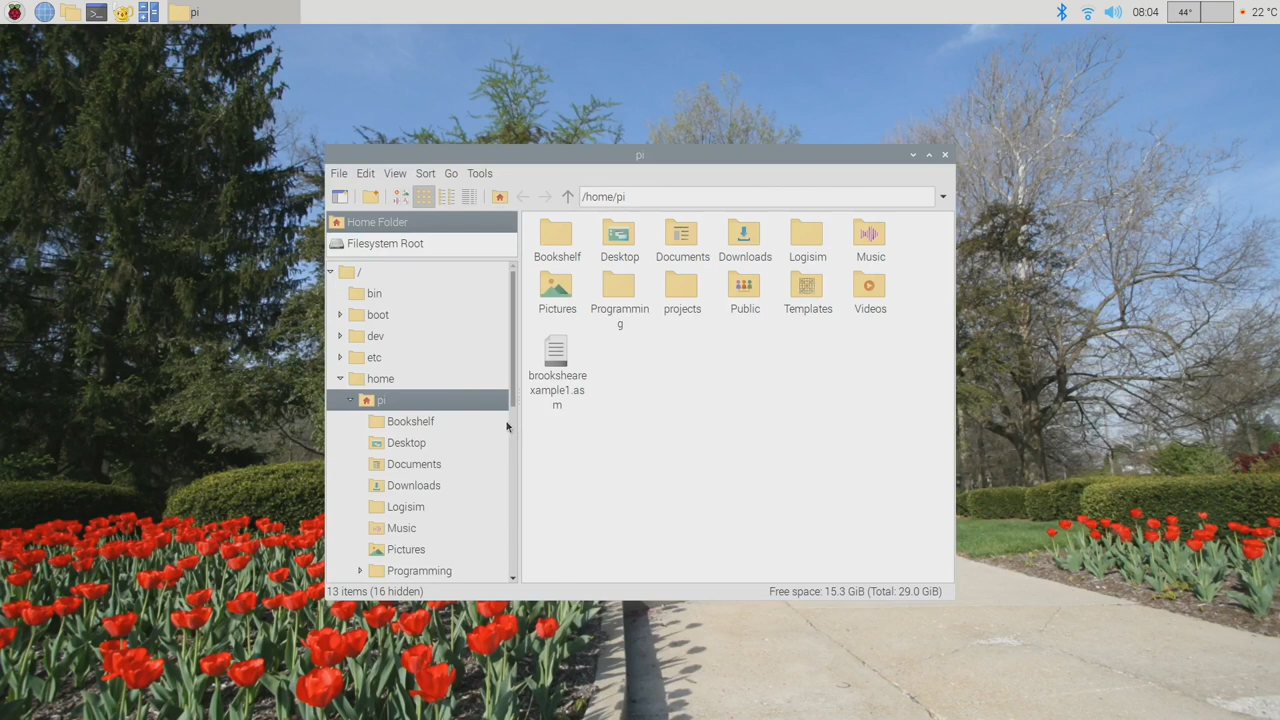 pi
08:04
44°
22 °C
pi
File Edit View Sort Go Tools
/home/pi
Home Folder
Filesystem Root
/
bin
boot
dev
etc
home
pi
Bookshelf
Desktop
Documents
Downloads
Logisim
Music
Pictures
Programming
Bookshelf Desktop Documents Downloads Logisim Music
Pictures Programmin projects Public Templates Videos
g
brookshear
xample1.as
m
13 items (16 hidden)
Free space: 15.3 GiB (Total: 29.0 GiB)